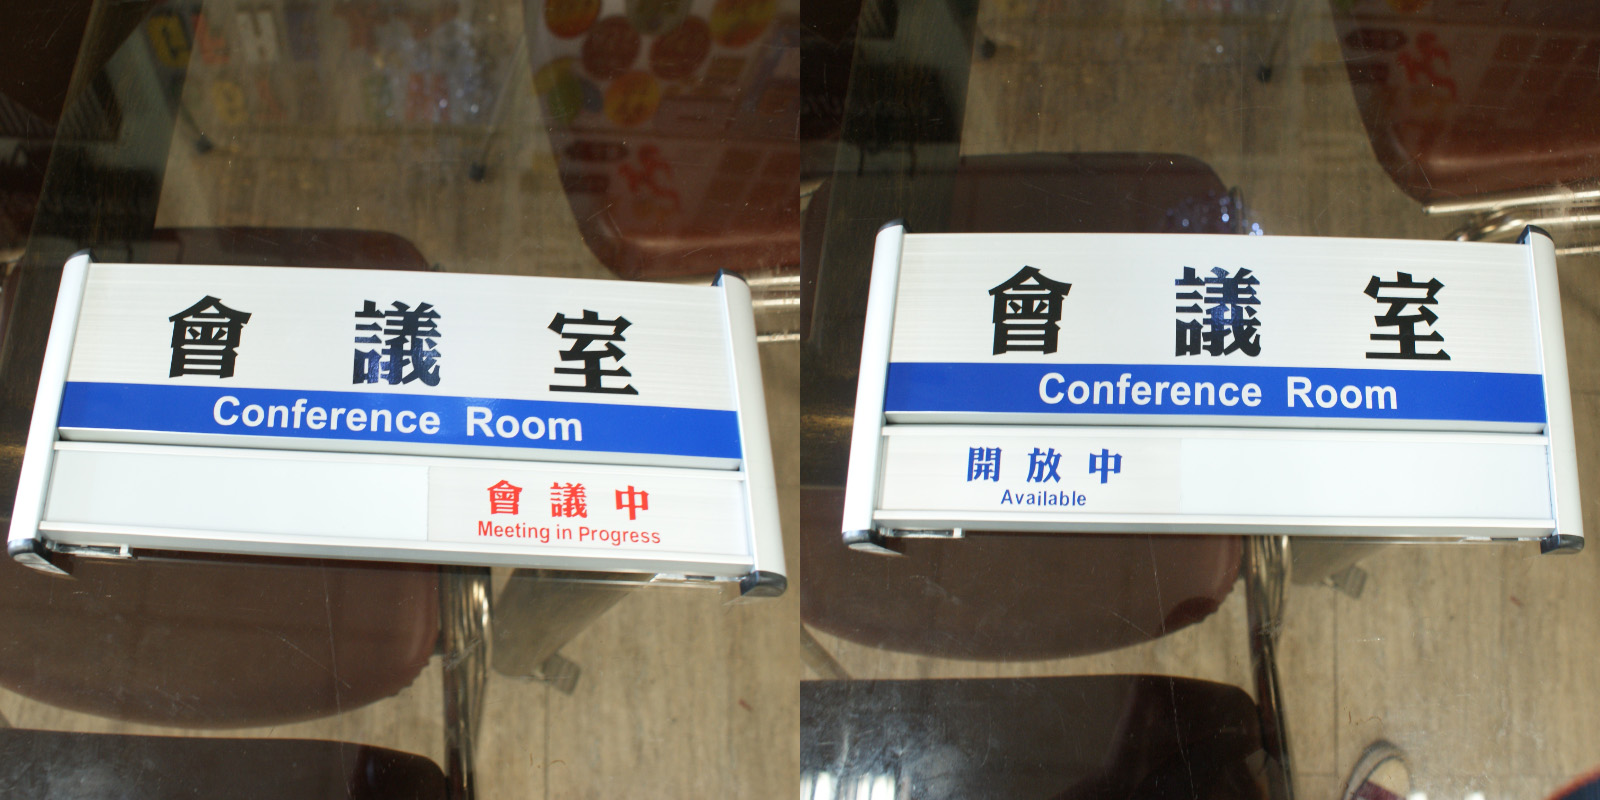 會議室
Conference Room
會議中
Meeting in Progress
會議室
Conference Room
開放中
Available